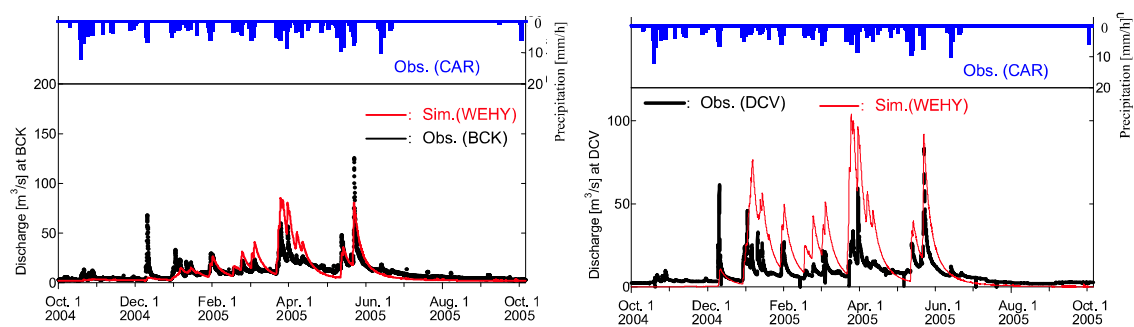 0
10
20
Precipitation [mm/h]
Obs. (CAR)
200
150
100
50
0
Discharge [m³/s] at BCK
: Sim.(WEHY)
: Obs. (BCK)
Oct. 1 Dec. 1 Feb. 1 Apr. 1 Jun. 1 Aug. 1 Oct. 1
2004 2004 2005 2005 2005 2005 2005
0
10
20
Precipitation [mm/h]
Obs. (CAR)
100
50
0
Discharge [m³/s] at DCV
: Obs. (DCV) : Sim.(WEHY)
Oct. 1 Dec. 1 Feb. 1 Apr. 1 Jun. 1 Aug. 1 Oct. 1
2004 2004 2005 2005 2005 2005 2005